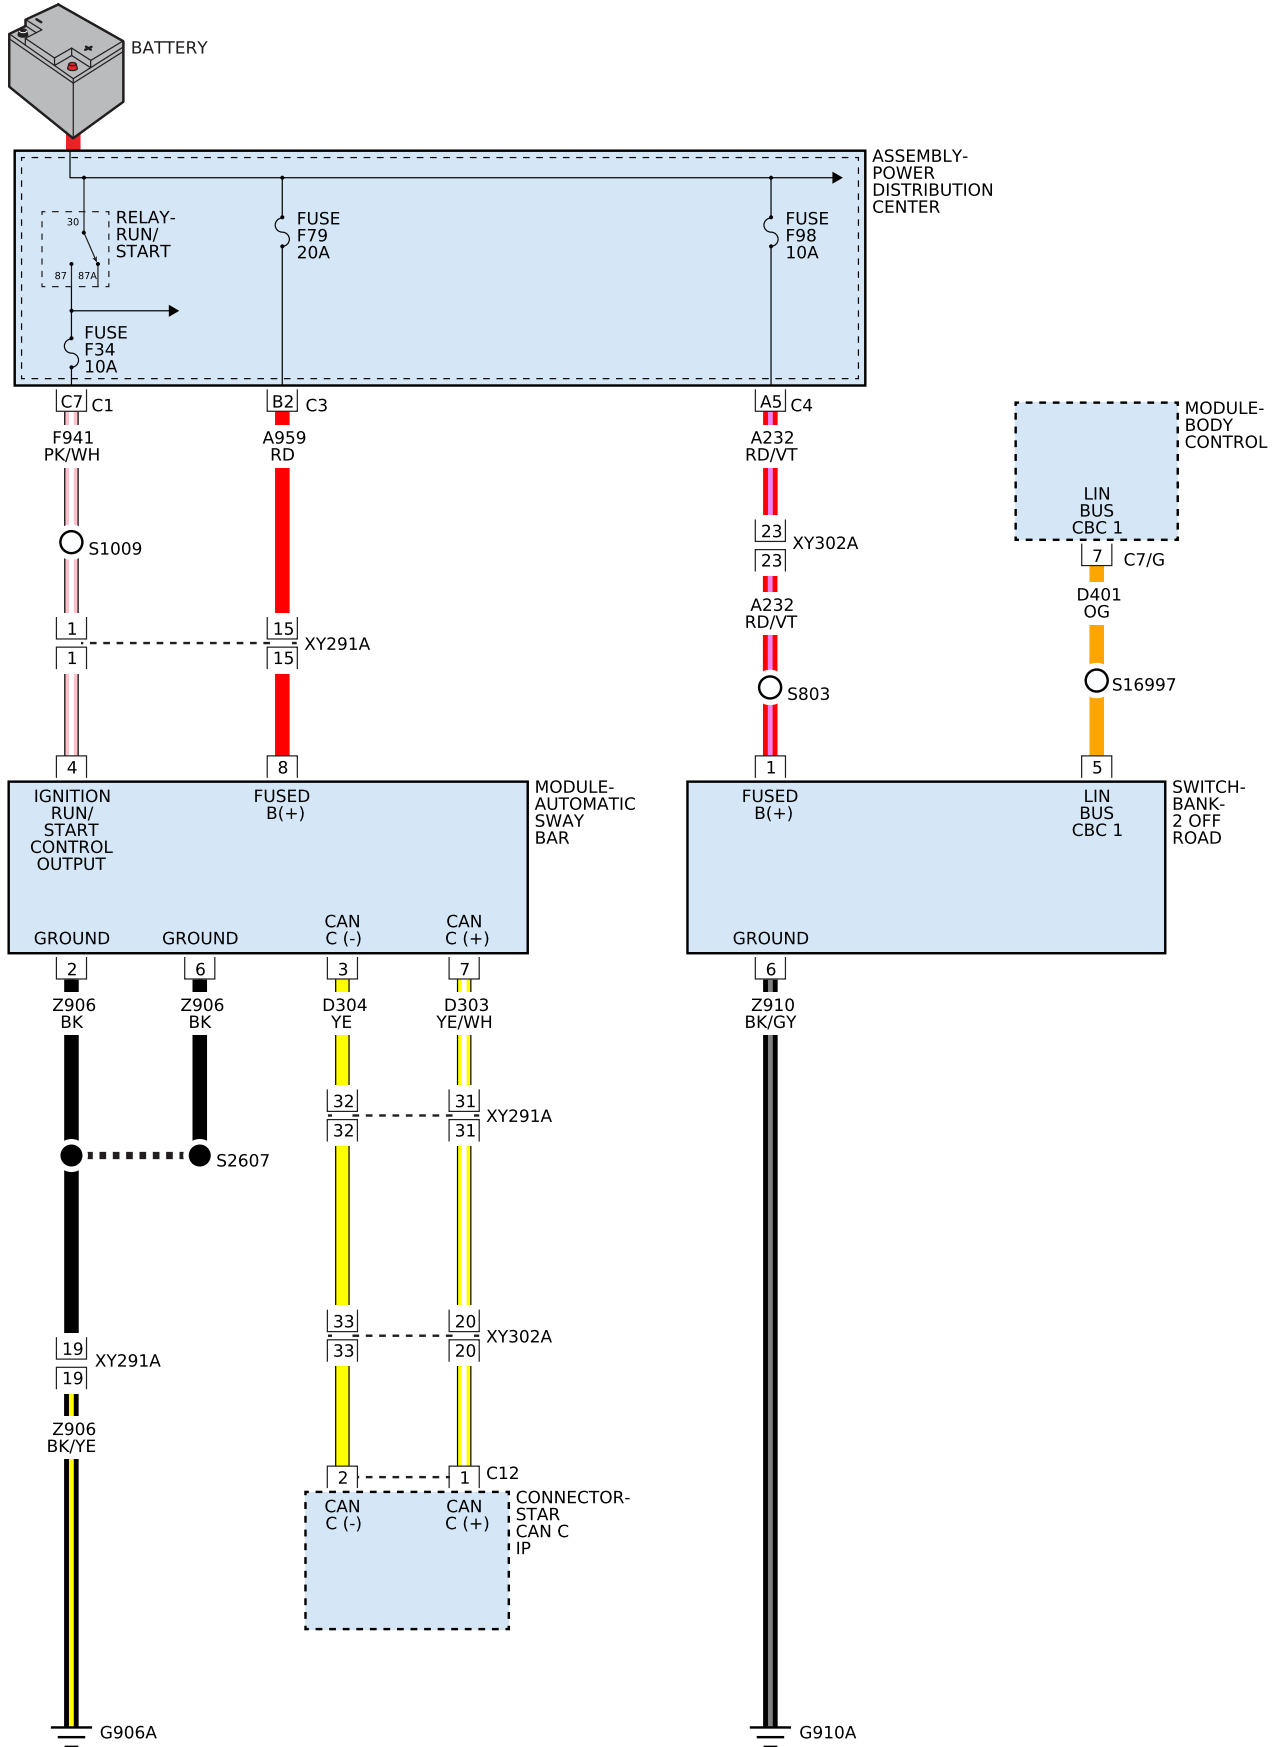 BATTERY
ASSEMBLY-
POWER
DISTRIBUTION
CENTER
30
87
87A
RELAY-
RUN/
START
FUSE
F79
20A
FUSE
F98
10A
FUSE
F34
10A
C7
C1
B2
C3
A5
C4
F941
PK/WH
A959
RD
A232
RD/VT
MODULE-
BODY
CONTROL
LIN
BUS
CBC 1
7
C7/G
D401
OG
S1009
23
23
XY302A
A232
RD/VT
1
1
15
15
XY291A
S803
S16997
4
8
1
5
IGNITION
RUN/
START
CONTROL
OUTPUT
FUSED
B(+)
MODULE-
AUTOMATIC
SWAY
BAR
FUSED
B(+)
LIN
BUS
CBC 1
SWITCH-
BANK-
2 OFF
ROAD
GROUND
GROUND
CAN
C (-)
CAN
C (+)
GROUND
2
6
3
7
6
Z906
BK
Z906
BK
D304
YE
D303
YE/WH
Z910
BK/GY
32
32
31
31
XY291A
S2607
33
33
20
20
XY302A
19
19
XY291A
Z906
BK/YE
2
1
C12
CAN
C (-)
CAN
C (+)
CONNECTOR-
STAR
CAN C
IP
G906A
G910A